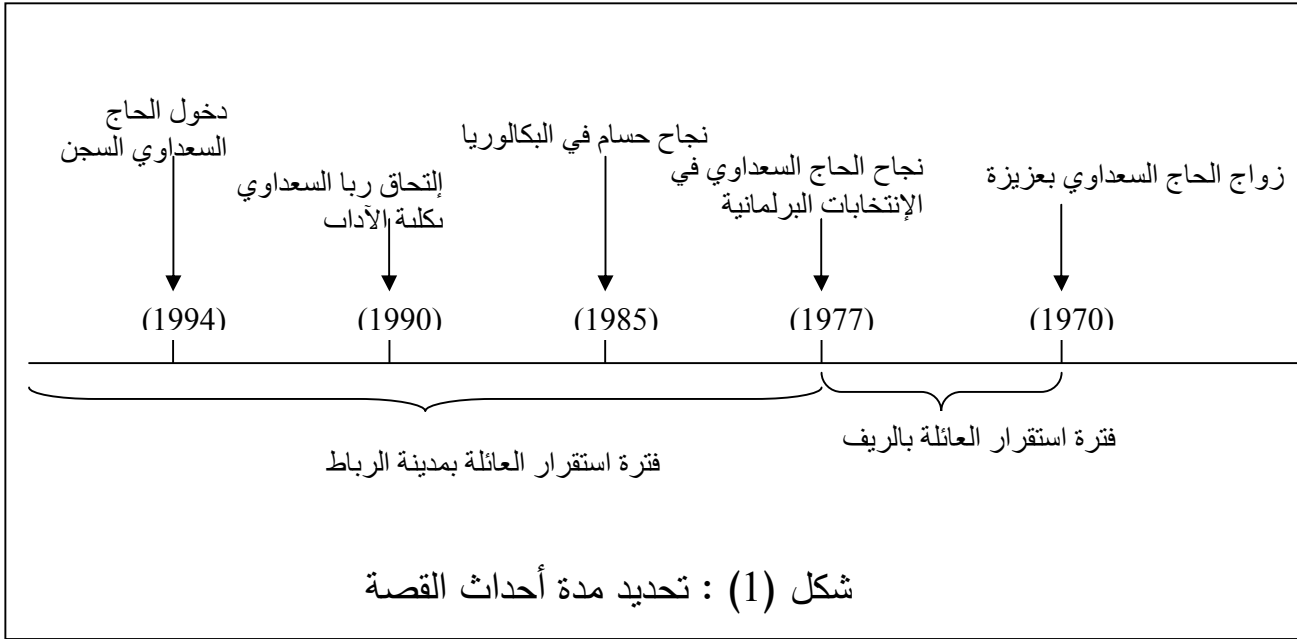 زواج الحاج السعداوي بعزيزة
نجاح الحاج السعداوي في
الإنتخابات البرلمانية
نجاح حسام في البكالوريا
إلتحاق ربا السعداوي
بكلية الآداب
دخول الحاج
السعداوي السجن
(1970)
(1977)
(1985)
(1990)
(1994)
فترة استقرار العائلة بالريف
فترة استقرار العائلة بمدينة الرباط
شكل (1) : تحديد مدة أحداث القصة